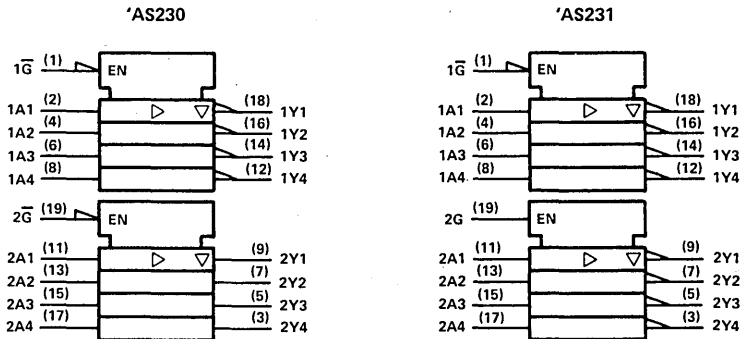 'AS230
1G̅ (1) EN
1A1 (2) (18) 1Y1
1A2 (4) (16) 1Y2
1A3 (6) (14) 1Y3
1A4 (8) (12) 1Y4
2G̅ (19) EN
2A1 (11) (9) 2Y1
2A2 (13) (7) 2Y2
2A3 (15) (5) 2Y3
2A4 (17) (3) 2Y4
'AS231
1G̅ (1) EN
1A1 (2) (18) 1Y1
1A2 (4) (16) 1Y2
1A3 (6) (14) 1Y3
1A4 (8) (12) 1Y4
2G (19) EN
2A1 (11) (9) 2Y1
2A2 (13) (7) 2Y2
2A3 (15) (5) 2Y3
2A4 (17) (3) 2Y4